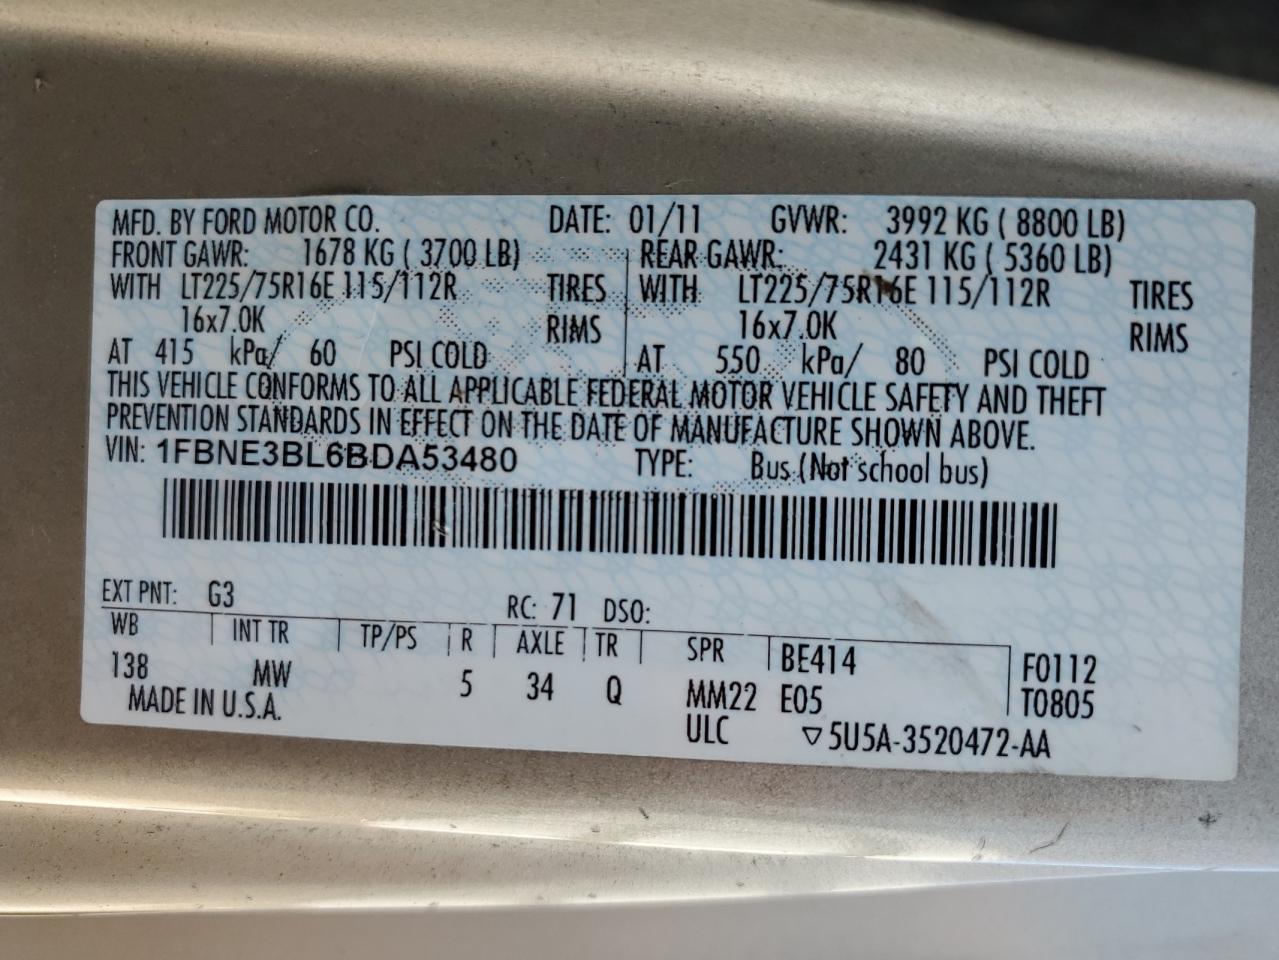 MFD. BY FORD MOTOR CO. DATE: 01/11 GVWR: 3992 KG ( 8800 LB)
FRONT GAWR: 1678 KG ( 3700 LB) REAR GAWR: 2431 KG ( 5360 LB)
WITH LT225/75R16E 115/112R TIRES WITH LT225/75R16E 115/112R TIRES
16x7.0K RIMS 16x7.0K RIMS
AT 415 kPa/ 60 PSI COLD AT 550 kPa/ 80 PSI COLD
THIS VEHICLE CONFORMS TO ALL APPLICABLE FEDERAL MOTOR VEHICLE SAFETY AND THEFT
PREVENTION STANDARDS IN EFFECT ON THE DATE OF MANUFACTURE SHOWN ABOVE.
VIN: 1FBNE3BL6BDA53480 TYPE: Bus (Not school bus)
EXT PNT: G3 RC: 71 DSO:
WB INT TR TP/PS R AXLE TR SPR BE414 F0112
138 MW 5 34 Q MM22 E05 T0805
MADE IN U.S.A. ULC ▽5U5A-3520472-AA